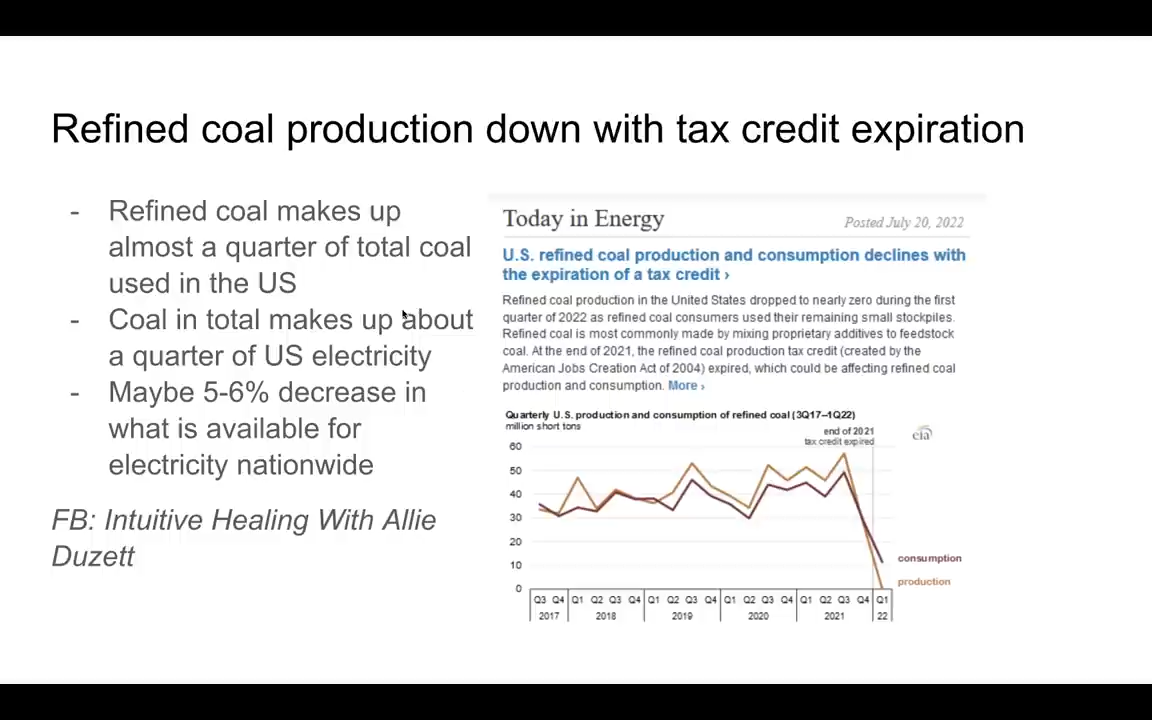 Refined coal production down with tax credit expiration
- Refined coal makes up
almost a quarter of total coal
used in the US
- Coal in total makes up about
a quarter of US electricity
- Maybe 5-6% decrease in
what is available for
electricity nationwide
FB: Intuitive Healing With Allie
Duzett
Today in Energy
Posted July 20, 2022
U.S. refined coal production and consumption declines with
the expiration of a tax credit ›
Refined coal production in the United States dropped to nearly zero during the first
quarter of 2022 as refined coal consumers used their remaining small stockpiles.
Refined coal is most commonly made by mixing proprietary additives to feedstock
coal. At the end of 2021, the refined coal production tax credit (created by the
American Jobs Creation Act of 2004) expired, which could be affecting refined coal
production and consumption. More ›
Quarterly U.S. production and consumption of refined coal (3Q17–1Q22)
million short tons
end of 2021
tax credit expired
eia
60
50
40
30
20
10
0
consumption
production
Q3 Q4 Q1 Q2 Q3 Q4 Q1 Q2 Q3 Q4 Q1 Q2 Q3 Q4 Q1 Q2 Q3 Q4 Q1
2017 2018 2019 2020 2021 22